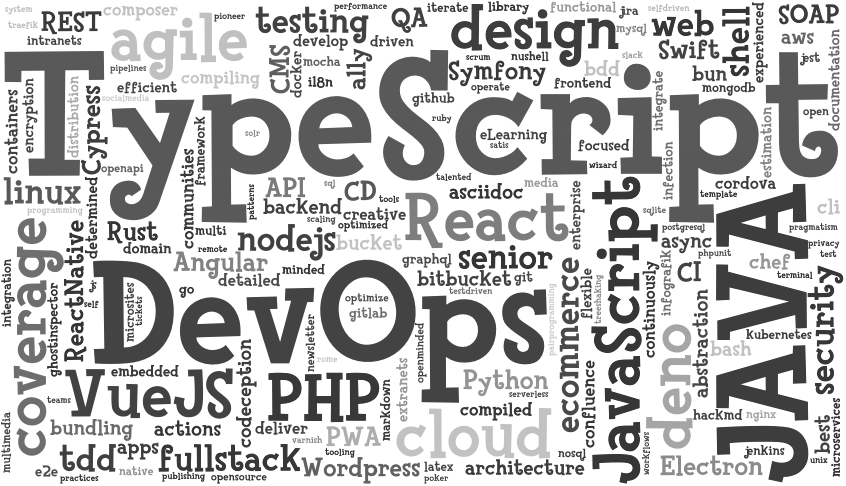 system
composer
pioneer
testing
performance
QA
iterate
library
functional
jra
selfdriven
SOAP
traefik
REST
agile
develop
driven
design
mysql
web
shell
experienced
aws
intranets
CMS
docker
mocha
ally
scrum
nushell
slack
Swift
jest
documentation
pipelines
compiling
i18n
Symfony
bdd
bun
mongodb
containers
encryption
distribution
efficient
socialmedia
TypeScript
github
operate
frontend
integrate
open
Cypress
framework
solr
ruby
eLearning
satis
focused
estimation
openapi
communities
talented
wizard
infection
linux
patterns
API
sql
CD
tools
asciidoc
media
enterprise
JavaScript
template
cordova
JAVA
programming
determined
backend
scaling
creative
optimized
React
sqlite
cli
coverage
ReactNative
Rust
multi
nodejs
bucket
postgresql
pragmatism
domain
remote
async
phpunit
privacy
test
integration
Angular
graphql
senior
infografik
CI
chef
terminal
detailed
minded
bitbucket
git
flexible
continuously
security
ghostinspector
self
DevOps
microsites
tickets
go
optimize
gitlab
testdriven
ecommerce
treeshaking
pairprogramming
abstraction
Kubernetes
newsletter
openminded
deno
bash
embedded
rome
VueJS
codeception
PHP
markdown
extranets
Python
serverless
confluence
teams
compiled
hackmd
nginx
best
microservices
multimedia
bundling
actions
deliver
varnish
PWA
cloud
jenkins
tdd
apps
fullstack
tooling
nosql
workflows
unix
e2e
practices
native
publishing
opensource
Wordpress
latex
poker
architecture
Electron